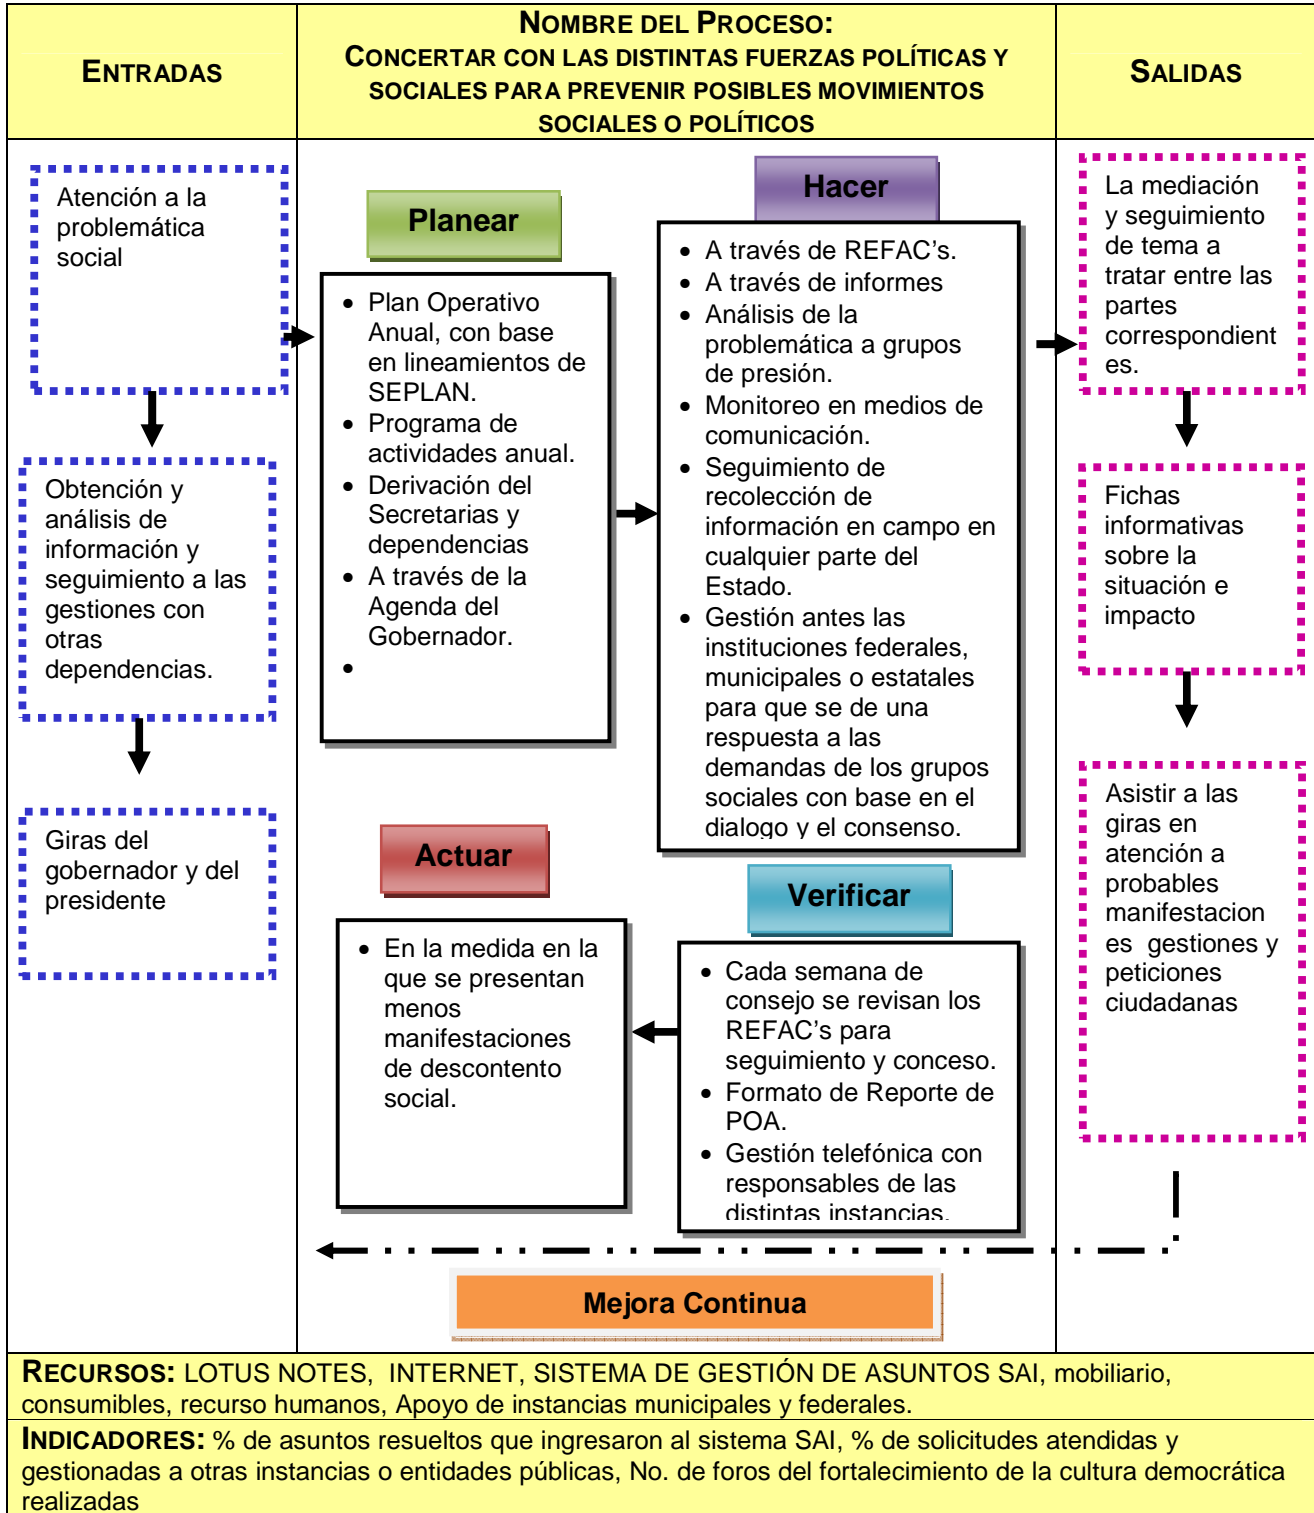 ENTRADAS
NOMBRE DEL PROCESO:
CONCERTAR CON LAS DISTINTAS FUERZAS POLÍTICAS Y
SOCIALES PARA PREVENIR POSIBLES MOVIMIENTOS
SOCIALES O POLÍTICOS
SALIDAS
Atención a la
problemática
social
Obtención y
análisis de
información y
seguimiento a las
gestiones con
otras
dependencias.
Giras del
gobernador y del
presidente
Planear
• Plan Operativo
Anual, con base
en lineamientos de
SEPLAN.
• Programa de
actividades anual.
• Derivación del
Secretarias y
dependencias
• A través de la
Agenda del
Gobernador.
•
Hacer
• A través de REFAC's.
• A través de informes
• Análisis de la
problemática a grupos
de presión.
• Monitoreo en medios de
comunicación.
• Seguimiento de
recolección de
información en campo en
cualquier parte del
Estado.
• Gestión antes las
instituciones federales,
municipales o estatales
para que se de una
respuesta a las
demandas de los grupos
sociales con base en el
dialogo y el consenso.
Actuar
• En la medida en la
que se presentan
menos
manifestaciones
de descontento
social.
Verificar
• Cada semana de
consejo se revisan los
REFAC's para
seguimiento y conceso.
• Formato de Reporte de
POA.
• Gestión telefónica con
responsables de las
distintas instancias.
La mediación
y seguimiento
de tema a
tratar entre las
partes
correspondient
es.
Fichas
informativas
sobre la
situación e
impacto
Asistir a las
giras en
atención a
probables
manifestacion
es gestiones y
peticiones
ciudadanas
Mejora Continua
RECURSOS: LOTUS NOTES, INTERNET, SISTEMA DE GESTIÓN DE ASUNTOS SAI, mobiliario,
consumibles, recurso humanos, Apoyo de instancias municipales y federales.
INDICADORES: % de asuntos resueltos que ingresaron al sistema SAI, % de solicitudes atendidas y
gestionadas a otras instancias o entidades públicas, No. de foros del fortalecimiento de la cultura democrática
realizadas